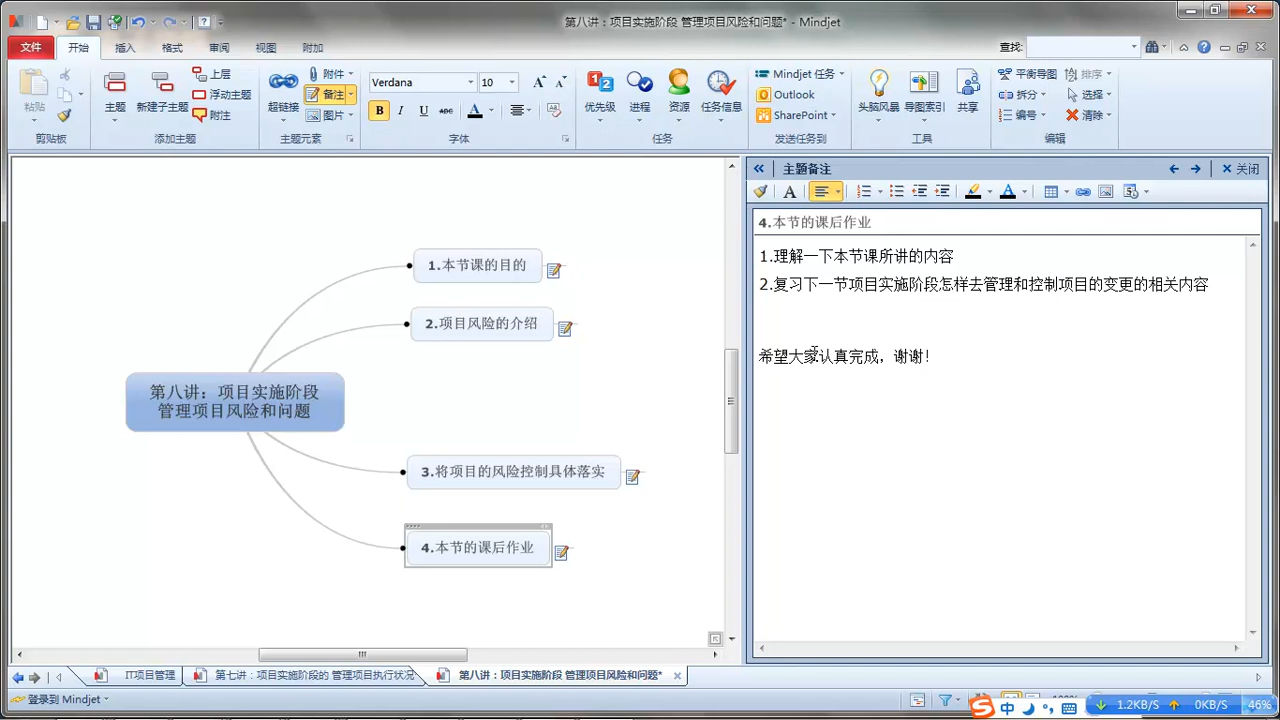 第八讲：项目实施阶段 管理项目风险和问题* - Mindjet
文件 开始 插入 格式 审阅 视图 附加 查找:
粘贴
剪贴板
主题 新建子主题 上层 浮动主题 附注
添加主题
超链接 附件 备注 图片
主题元素
Verdana 10
B I U abc A
字体
优先级 进程 资源 任务信息
任务
Mindjet 任务
Outlook
SharePoint
发送任务到
头脑风暴 导图索引 共享
工具
平衡导图 排序
拆分 选择
编号 清除
编辑
主题备注 关闭
4.本节的课后作业
1.理解一下本节课所讲的内容
2.复习下一节项目实施阶段怎样去管理和控制项目的变更的相关内容
希望大家认真完成，谢谢！
1.本节课的目的
2.项目风险的介绍
第八讲：项目实施阶段
管理项目风险和问题
3.将项目的风险控制具体落实
4.本节的课后作业
IT项目管理 第七讲：项目实施阶段的 管理项目执行状况 第八讲：项目实施阶段 管理项目风险和问题*
登录到 Mindjet
中 1.2KB/S 0KB/S 46%